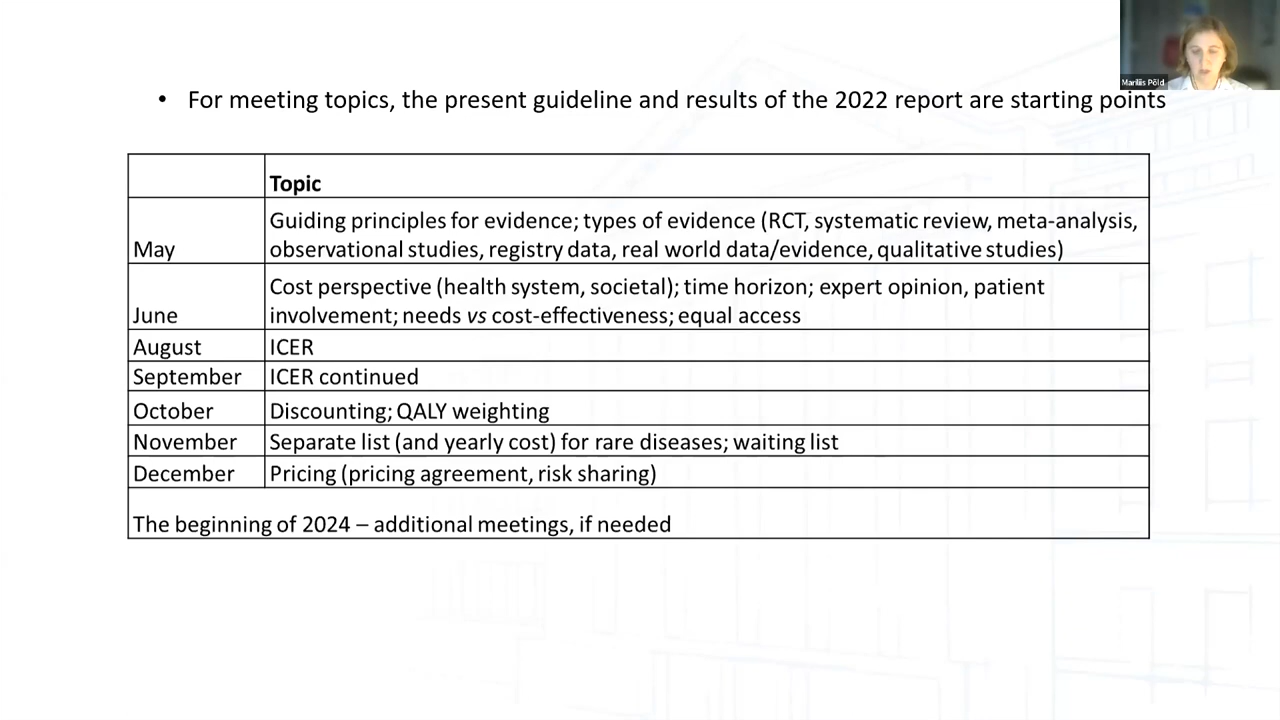 Mariliis Põld
• For meeting topics, the present guideline and results of the 2022 report are starting points
Topic
Guiding principles for evidence; types of evidence (RCT, systematic review, meta-analysis,
May observational studies, registry data, real world data/evidence, qualitative studies)
Cost perspective (health system, societal); time horizon; expert opinion, patient
June involvement; needs vs cost-effectiveness; equal access
August ICER
September ICER continued
October Discounting; QALY weighting
November Separate list (and yearly cost) for rare diseases; waiting list
December Pricing (pricing agreement, risk sharing)
The beginning of 2024 – additional meetings, if needed